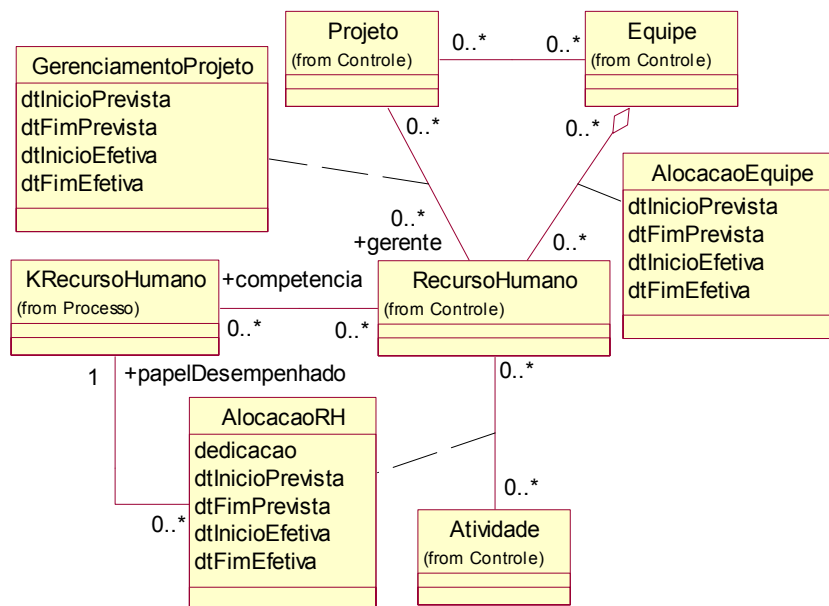 Projeto
(from Controle)
0..*
0..*
Equipe
(from Controle)
GerenciamentoProjeto
dtInicioPrevista
dtFimPrevista
dtInicioEfetiva
dtFimEfetiva
0..*
0..*
AlocacaoEquipe
dtInicioPrevista
dtFimPrevista
dtInicioEfetiva
dtFimEfetiva
0..*
+gerente
0..*
KRecursoHumano
(from Processo)
+competencia
0..*
0..*
RecursoHumano
(from Controle)
1
+papelDesempenhado
0..*
AlocacaoRH
dedicacao
dtInicioPrevista
dtFimPrevista
dtInicioEfetiva
dtFimEfetiva
0..*
0..*
Atividade
(from Controle)